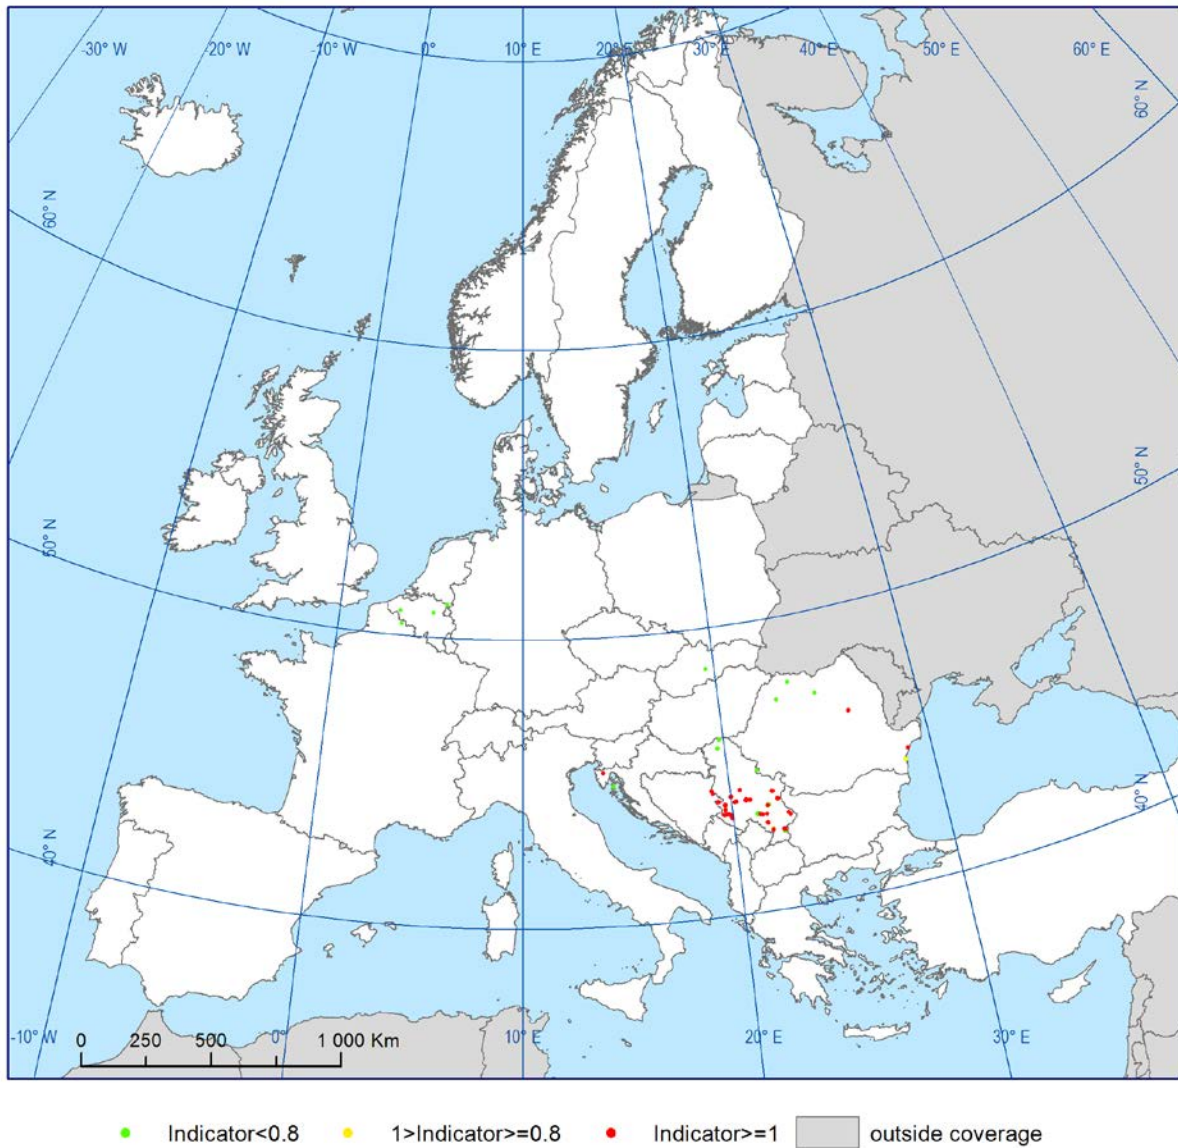 -30° W -20° W -10° W 0° 10° E 20° E 30° E 40° E 50° E 60° E
60° N
60° N
50° N
50° N
40° N
40° N
-10° W 0° 10° E 20° E 30° E
0 250 500 1 000 Km
Indicator<0.8 1>Indicator>=0.8 Indicator>=1 outside coverage